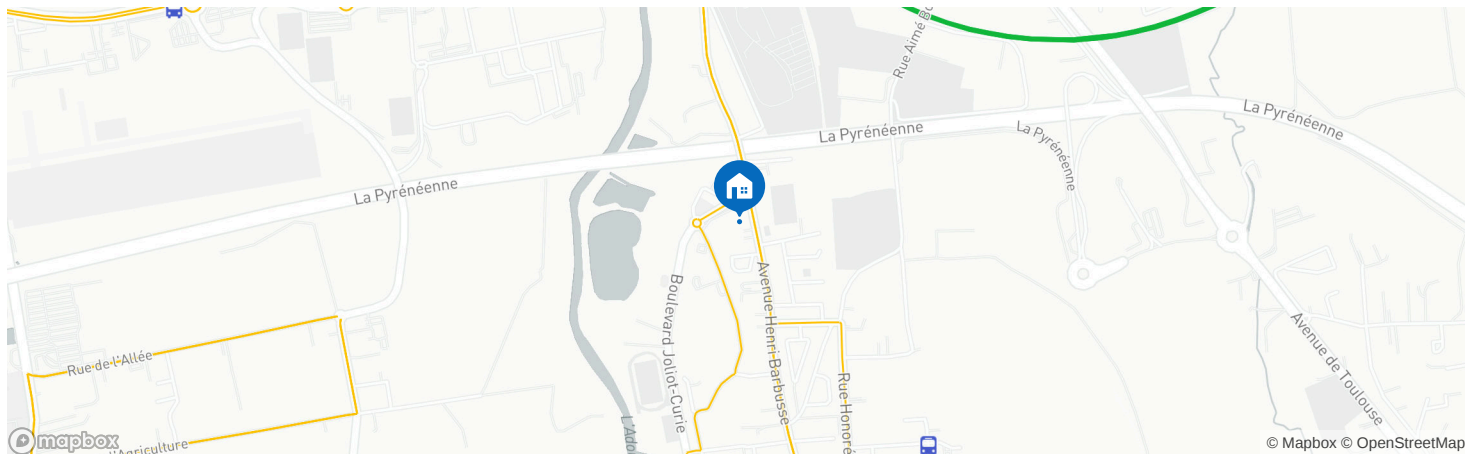 Rue Aimé Bo
La Pyrénéenne
La Pyrénéenne
La Pyrénéenne
La Pyrénéenne
Boulevard Joliot-Curie
Avenue Henri-Barbusse
Avenue de Toulouse
Rue de l'Allée
Rue Honoré
L'Ado
l'Agriculture
mapbox
© Mapbox © OpenStreetMap